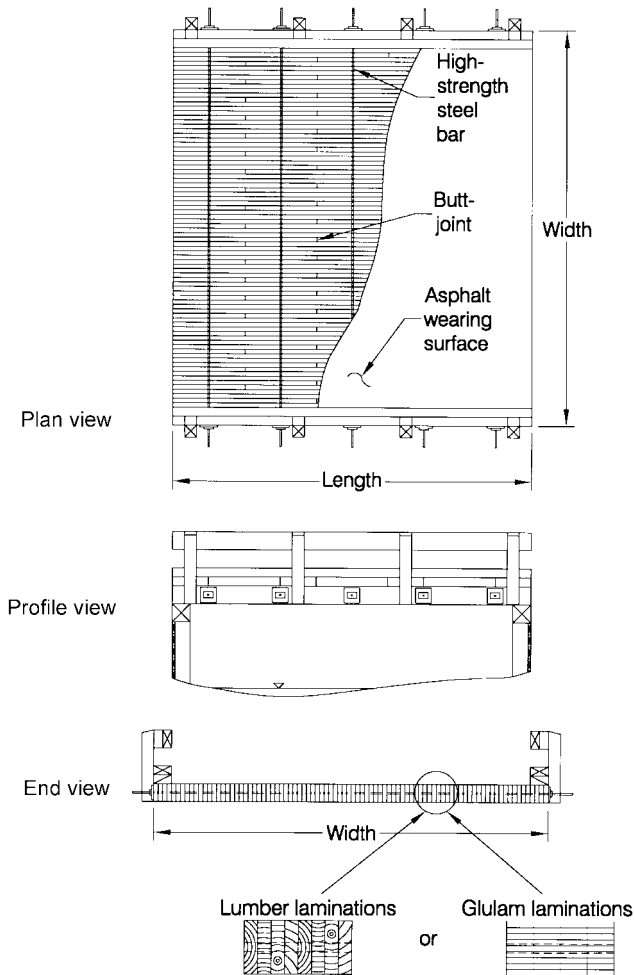 High-
strength
steel
bar
Butt-
joint
Width
Asphalt
wearing
surface
Plan view
Length
Profile view
End view
Width
Lumber laminations
or
Glulam laminations